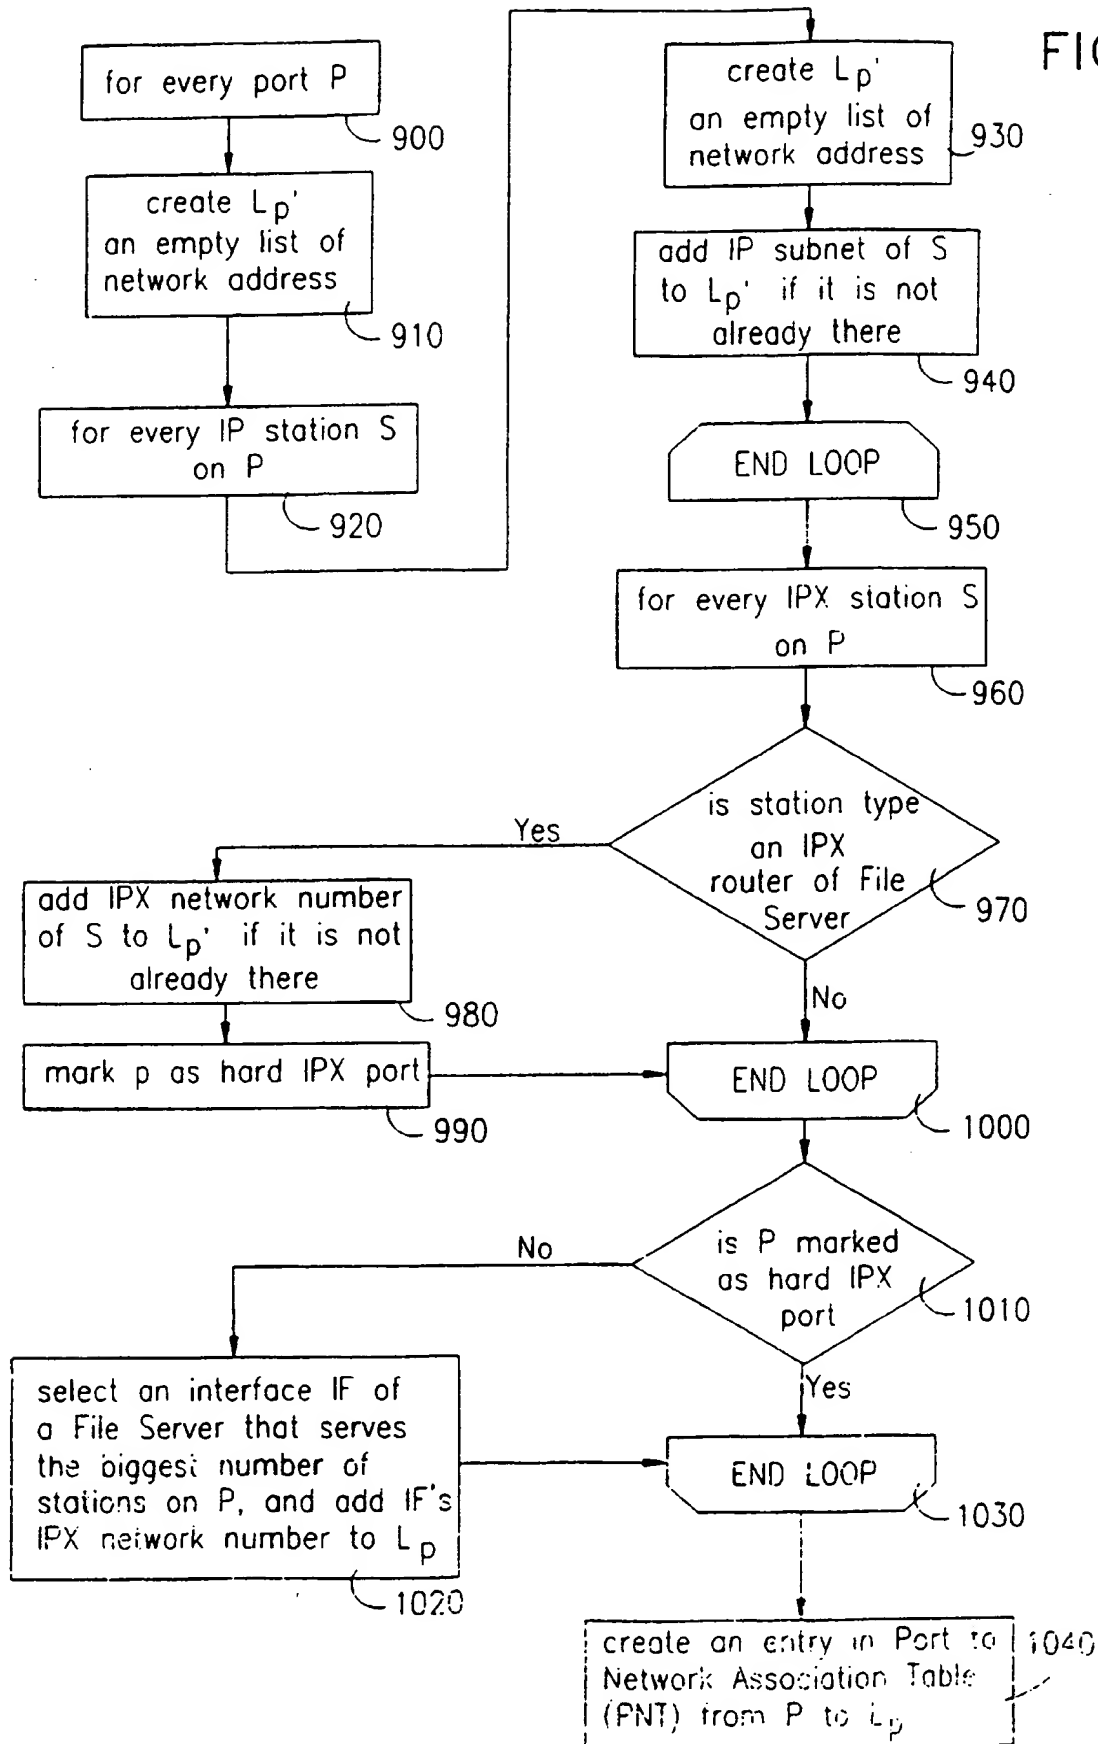 FIG
for every port P
900
create Lp'
an empty list of
network address
910
for every IP station S
on P
920
create Lp'
an empty list of
network address
930
add IP subnet of S
to Lp' if it is not
already there
940
END LOOP
950
for every IPX station S
on P
960
is station type
an IPX
router of File
Server
970
Yes
No
add IPX network number
of S to Lp' if it is not
already there
980
mark p as hard IPX port
990
END LOOP
1000
is P marked
as hard IPX
port
1010
No
Yes
select an interface IF of
a File Server that serves
the biggest number of
stations on P, and add IF's
IPX network number to Lp
1020
END LOOP
1030
create an entry in Port to
Network Association Table
(PNT) from P to Lp
1040